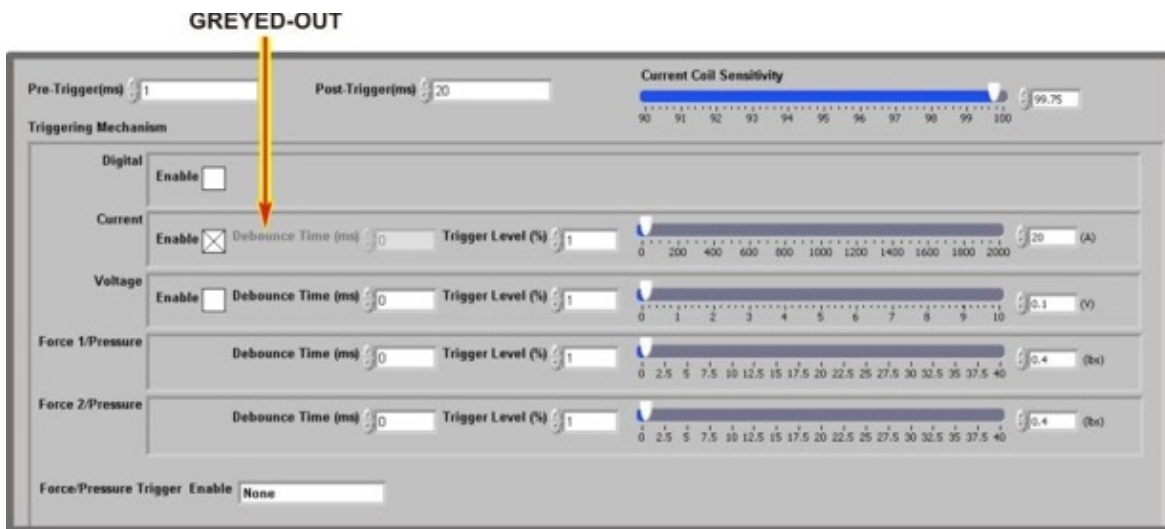 GREYED-OUT
Pre-Trigger(ms) 1 Post-Trigger(ms) 20 Current Coil Sensitivity 99.75
90 91 92 93 94 95 96 97 98 99 100
Triggering Mechanism
Digital
Enable
Current
Enable Debounce Time (ms) 0 Trigger Level (%) 1 20 (A)
0 200 400 600 800 1000 1200 1400 1600 1800 2000
Voltage
Enable Debounce Time (ms) 0 Trigger Level (%) 1 0.1 (V)
0 1 2 3 4 5 6 7 8 9 10
Force 1/Pressure
Debounce Time (ms) 0 Trigger Level (%) 1 0.4 (lbs)
0 2.5 5 7.5 10 12.5 15 17.5 20 22.5 25 27.5 30 32.5 35 37.5 40
Force 2/Pressure
Debounce Time (ms) 0 Trigger Level (%) 1 0.4 (lbs)
0 2.5 5 7.5 10 12.5 15 17.5 20 22.5 25 27.5 30 32.5 35 37.5 40
Force/Pressure Trigger Enable None